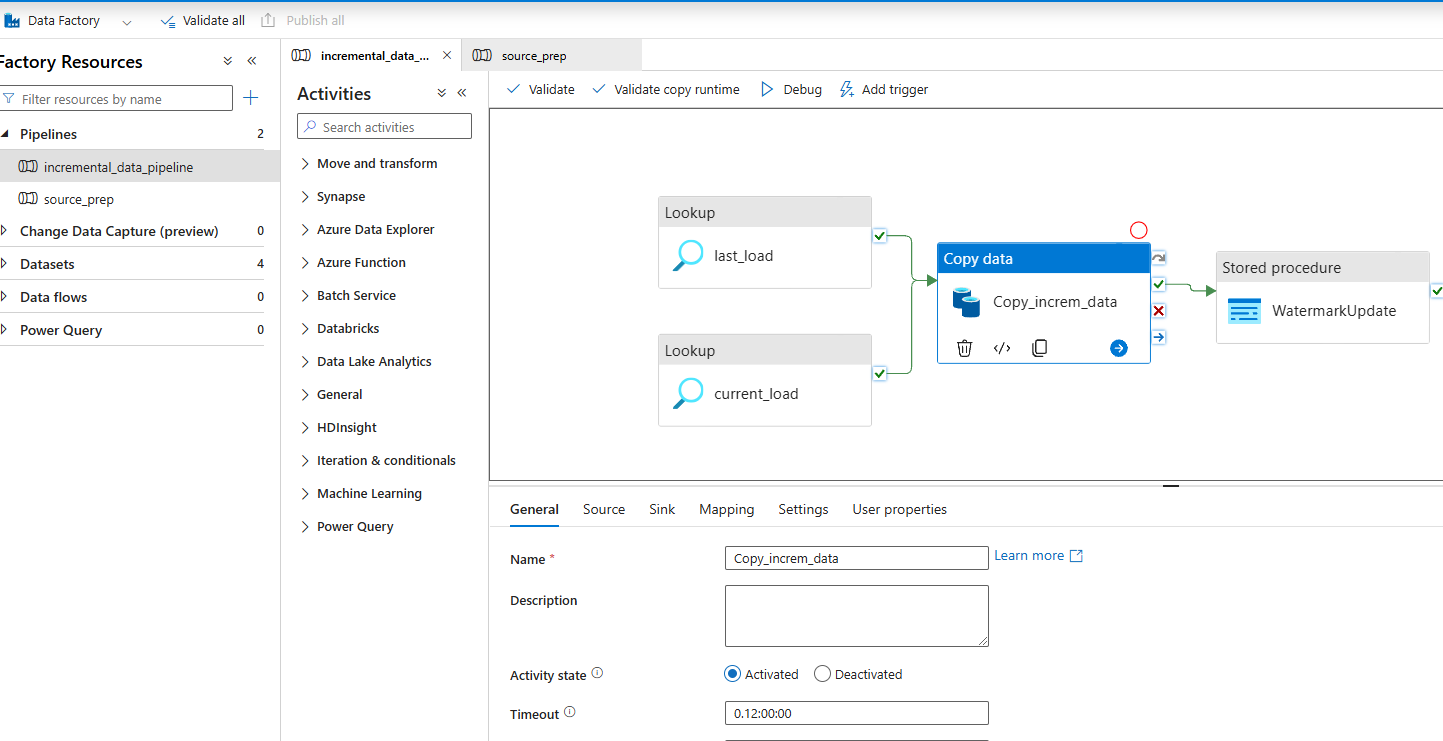 Data Factory
Validate all
Publish all
Factory Resources
Filter resources by name
Pipelines 2
incremental_data_pipeline
source_prep
Change Data Capture (preview) 0
Datasets 4
Data flows 0
Power Query 0
incremental_data_...
source_prep
Activities
Search activities
Move and transform
Synapse
Azure Data Explorer
Azure Function
Batch Service
Databricks
Data Lake Analytics
General
HDInsight
Iteration & conditionals
Machine Learning
Power Query
Validate
Validate copy runtime
Debug
Add trigger
Lookup
last_load
Lookup
current_load
Copy data
Copy_increm_data
Stored procedure
WatermarkUpdate
General
Source
Sink
Mapping
Settings
User properties
Name *
Copy_increm_data
Learn more
Description
Activity state
Activated
Deactivated
Timeout
0.12:00:00